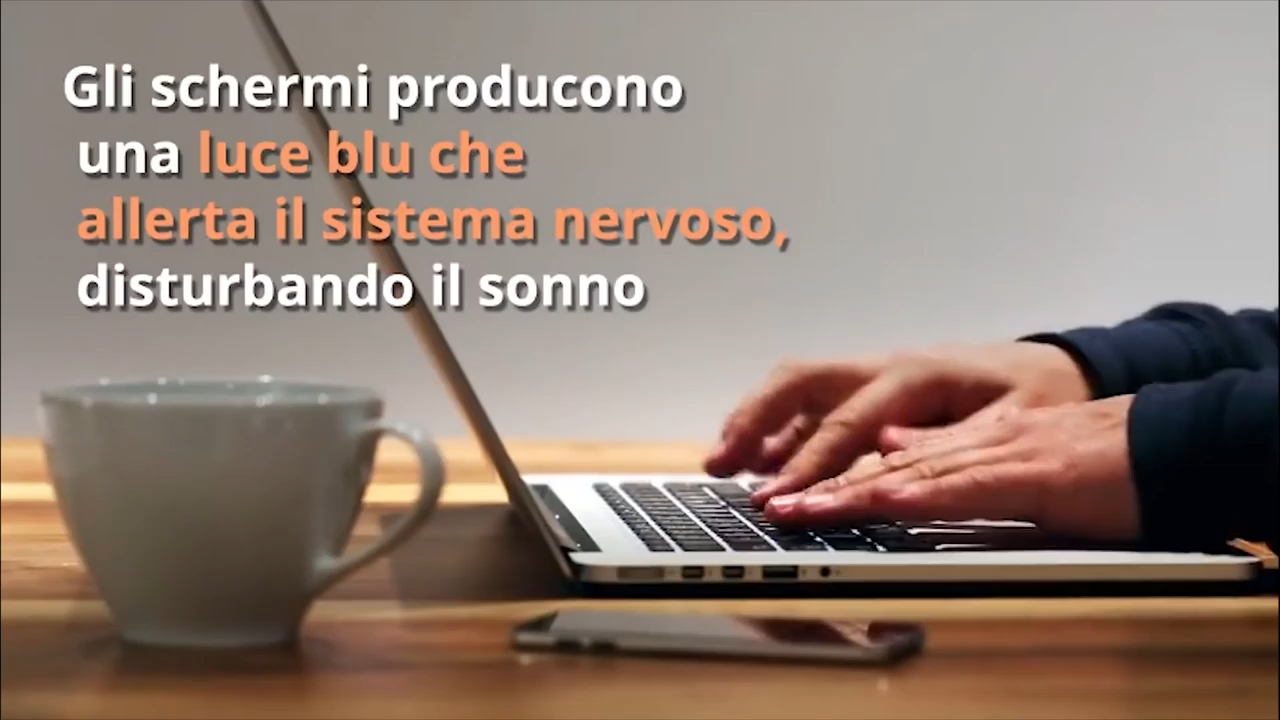 Gli schermi producono
una luce blu che
allerta il sistema nervoso,
disturbando il sonno